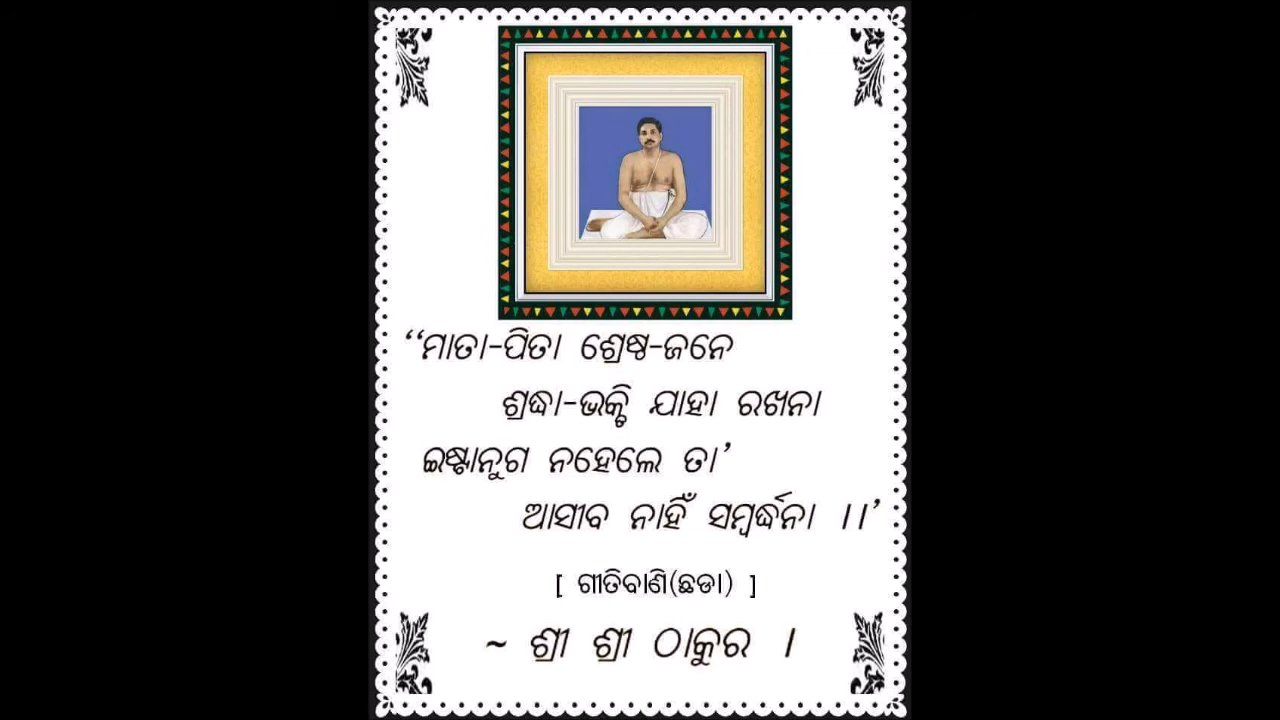 “ମାତା-ପିତା ଶ୍ରେଷ୍ଠ-ଜନେ
ଶ୍ରଦ୍ଧା-ଭକ୍ତି ଯାହା ରଖନା
ଇଷ୍ଟାନୁଗ ନହେଲେ ତା’
ଆସୀବ ନାହିଁ ସମ୍ବର୍ଦ୍ଧନା ।।’
[ ଗୀତିବାଣି(ଛଡା) ]
~ ଶ୍ରୀ ଶ୍ରୀ ଠାକୁର ।